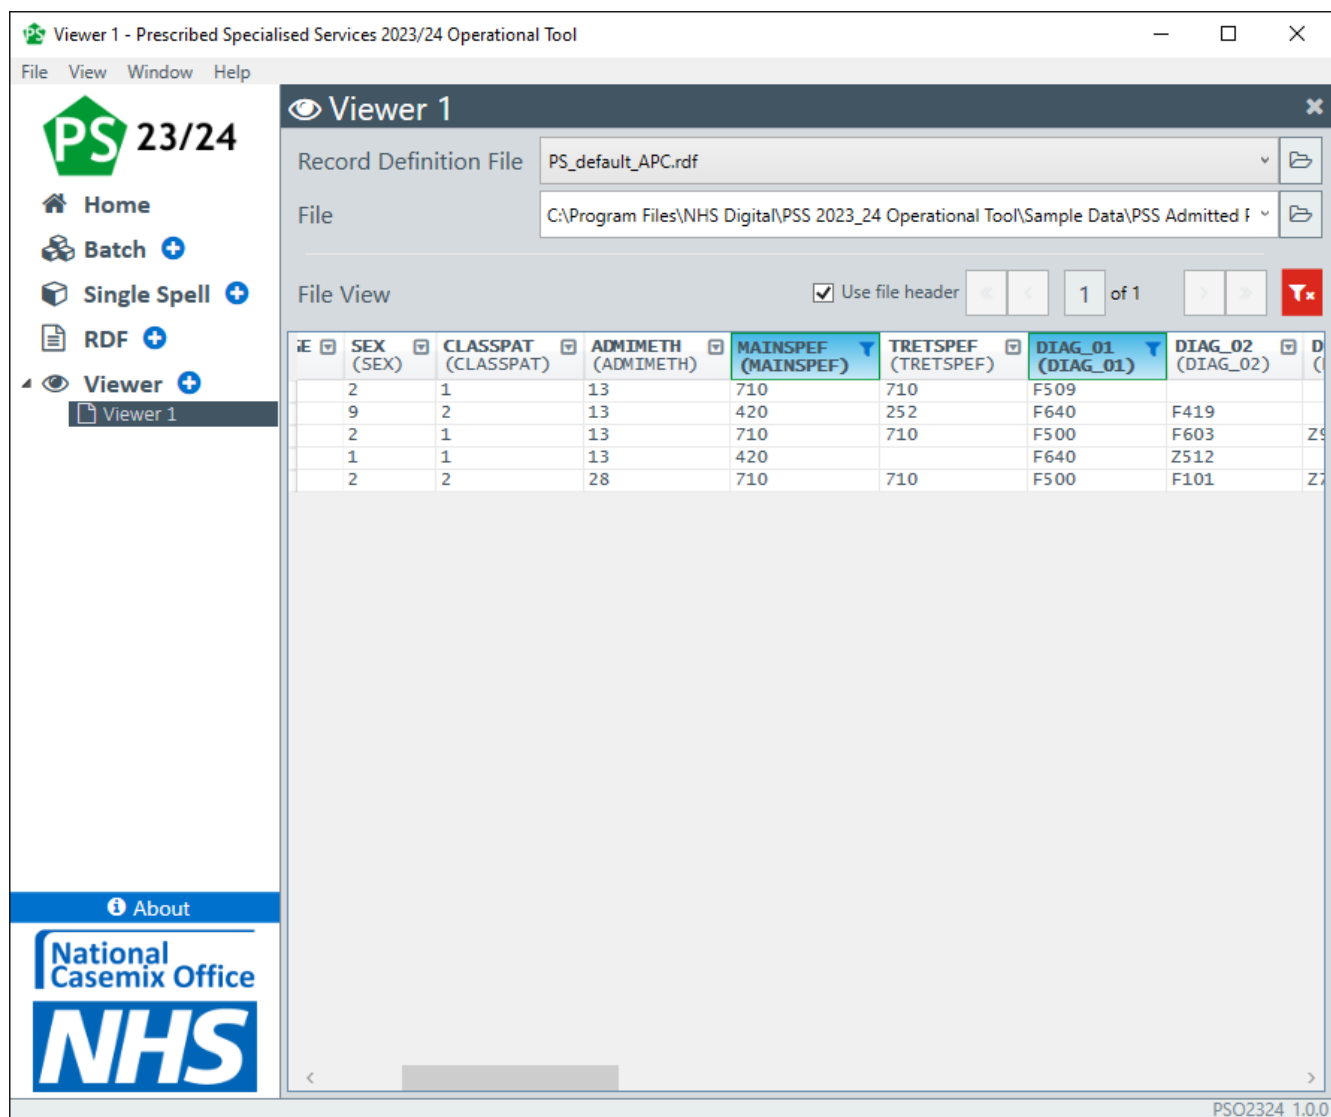 Viewer 1 - Prescribed Specialised Services 2023/24 Operational Tool
File View Window Help
PS 23/24
Home
Batch
Single Spell
RDF
Viewer
Viewer 1
About
National
Casemix Office
NHS
Viewer 1
Record Definition File PS_default_APC.rdf
File C:\Program Files\NHS Digital\PSS 2023_24 Operational Tool\Sample Data\PSS Admitted
File View Use file header 1 of 1
SEX CLASSPAT ADMIMETH MAINSPEF TRETSPEF DIAG_01 DIAG_02
(SEX) (CLASSPAT) (ADMIMETH) (MAINSPEF) (TRETSPEF) (DIAG_01) (DIAG_02)
2 1 13 710 710 F509
9 2 13 420 252 F640 F419
2 1 13 710 710 F500 F603
1 1 13 420 F640 Z512
2 2 28 710 710 F500 F101
PSO2324 1.0.0